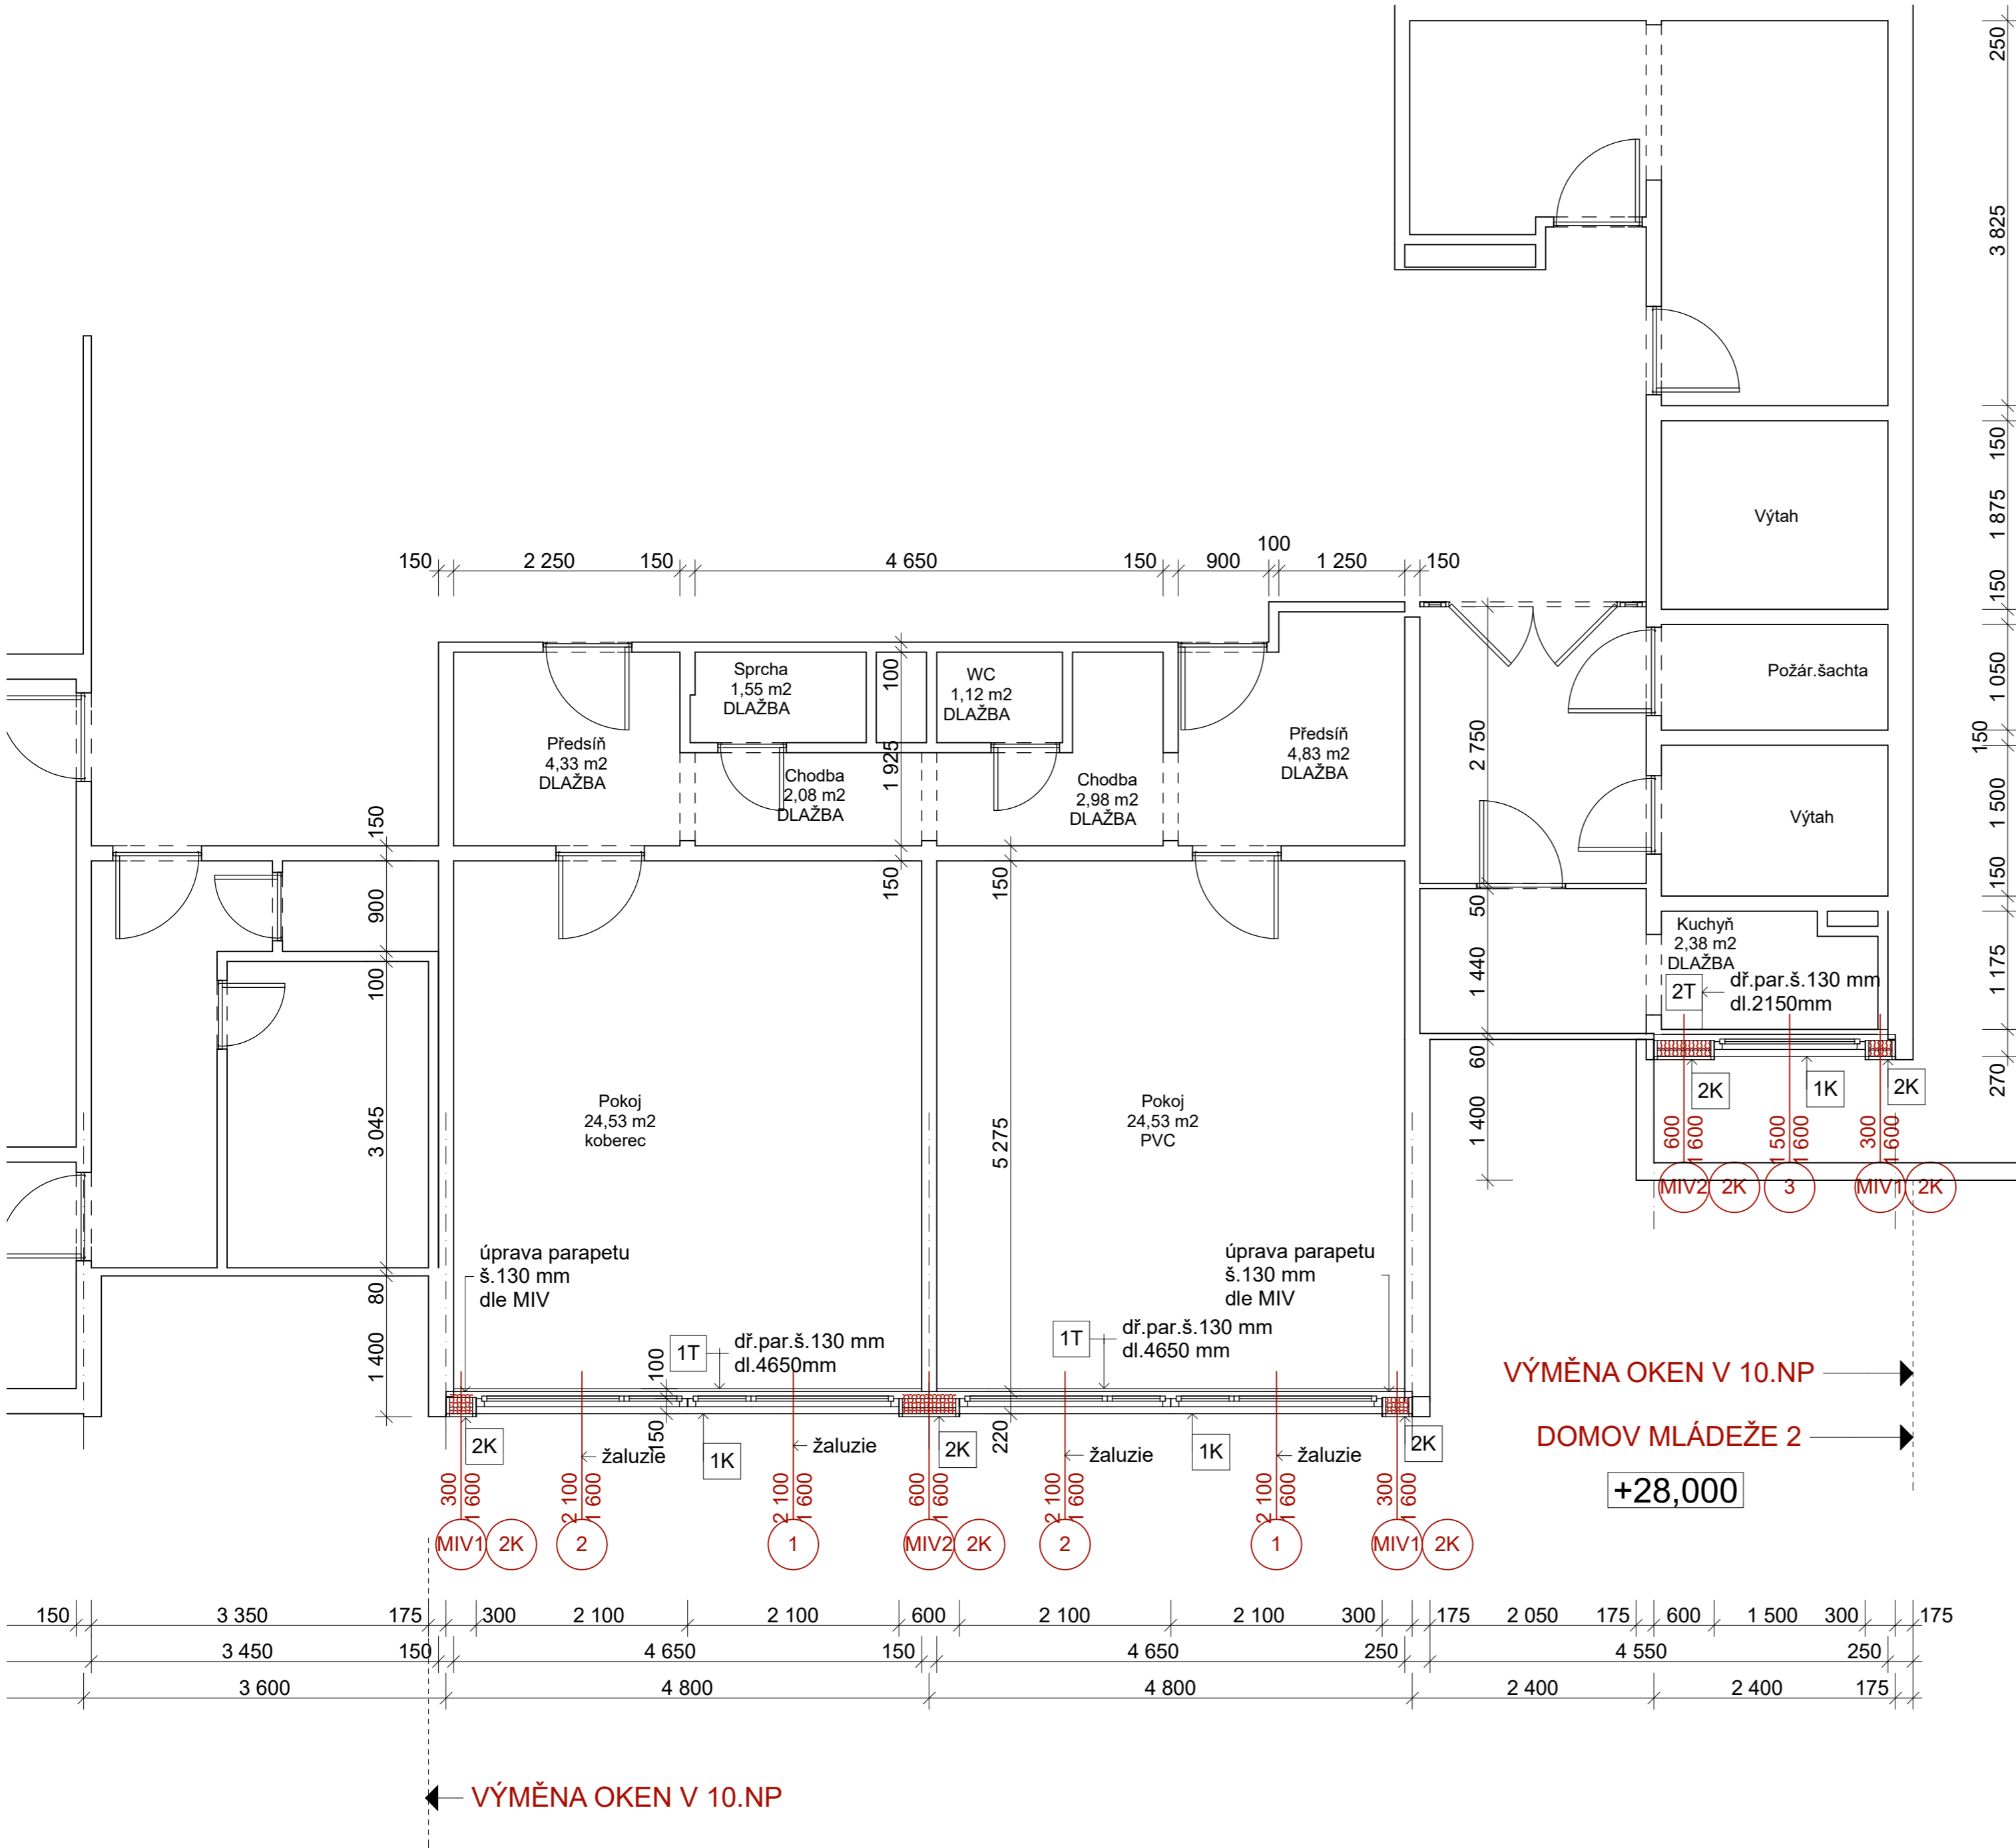 250
3 825
150
1 875
150
1 050
150
1 500
150
1 175
270
Výtah
Požár.šachta
Výtah
Kuchyň
2,38 m2
DLAŽBA
2T
dř.par.š.130 mm
dl.2150mm
150
2 250
150
4 650
150
900
100
1 250
150
Sprcha
1,55 m2
DLAŽBA
WC
1,12 m2
DLAŽBA
Předsíň
4,33 m2
DLAŽBA
Chodba
2,08 m2
DLAŽBA
Chodba
2,98 m2
DLAŽBA
Předsíň
4,83 m2
DLAŽBA
100
1 925
150
150
5 275
220
2 750
50
1 440
60
1 400
150
900
100
3 045
80
1 400
Pokoj
24,53 m2
koberec
Pokoj
24,53 m2
PVC
úprava parapetu
š.130 mm
dle MIV
úprava parapetu
š.130 mm
dle MIV
1T
dř.par.š.130 mm
dl.4650mm
1T
dř.par.š.130 mm
dl.4650 mm
100
150
2K
1K
2K
1K
2K
žaluzie
žaluzie
žaluzie
žaluzie
300
1 600
2 100
1 600
2 100
1 600
600
1 600
2 100
1 600
2 100
1 600
300
1 600
MIV1
2K
2
1
MIV2
2K
2
1
MIV1
2K
2K
1K
2K
600
1 600
1 500
1 600
300
1 600
MIV2
2K
3
MIV1
2K
VÝMĚNA OKEN V 10.NP
DOMOV MLÁDEŽE 2
+28,000
150
3 350
175
300
2 100
2 100
600
2 100
2 100
300
175
2 050
175
600
1 500
300
175
3 450
150
4 650
150
4 650
250
4 550
250
3 600
4 800
4 800
2 400
2 400
175
VÝMĚNA OKEN V 10.NP